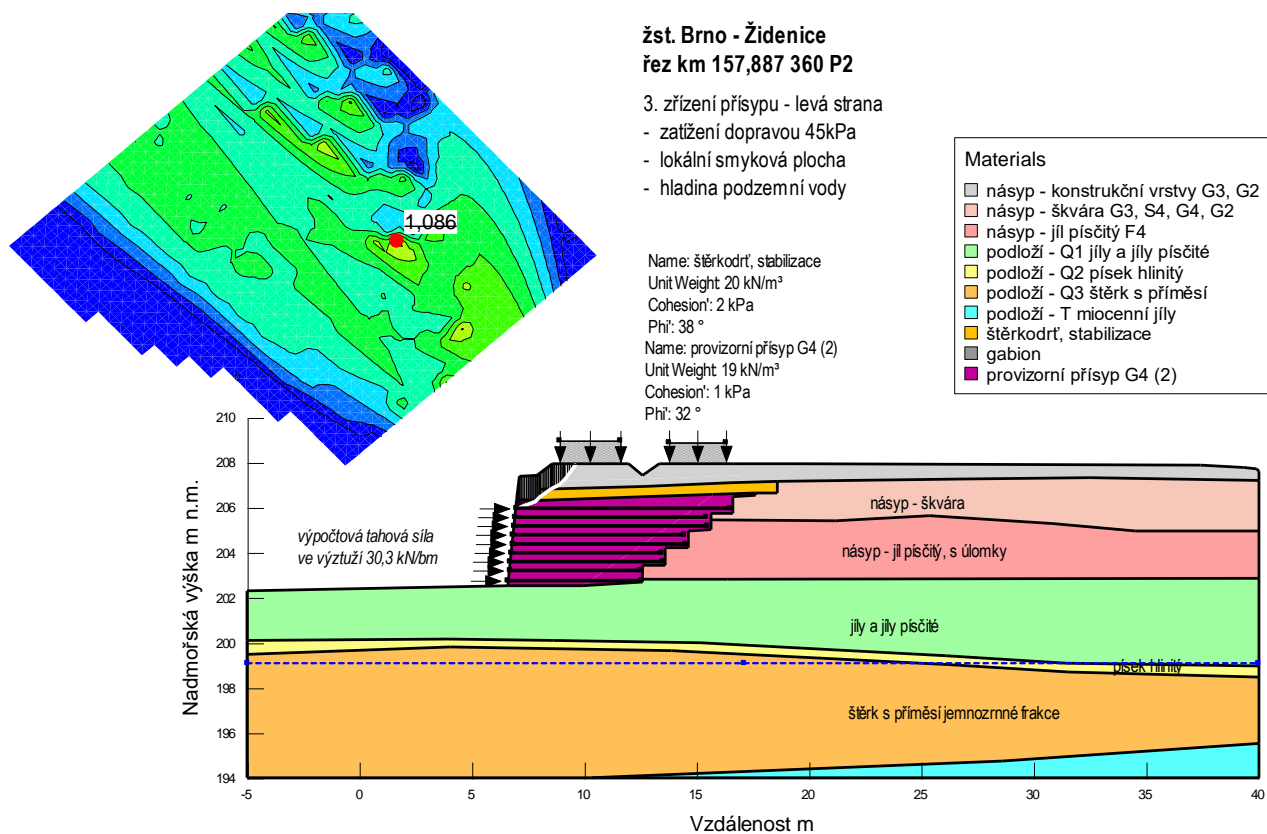 žst. Brno - Židenice
řez km 157,887 360 P2
3. zřízení přísypu - levá strana
- zatížení dopravou 45kPa
- lokální smyková plocha
- hladina podzemní vody
1,086
Materials
násyp - konstrukční vrstvy G3, G2
násyp - škvára G3, S4, G4, G2
násyp - jíl písčitý F4
podloží - Q1 jíly a jíly písčité
podloží - Q2 písek hlinitý
podloží - Q3 štěrk s příměsí
podloží - T miocenní jíly
štěrkodrť, stabilizace
gabion
provizorní přísyp G4 (2)
Name: štěrkodrť, stabilizace
Unit Weight: 20 kN/m³
Cohesion': 2 kPa
Phi': 38 °
Name: provizorní přísyp G4 (2)
Unit Weight: 19 kN/m³
Cohesion': 1 kPa
Phi': 32 °
výpočtová tahová síla
ve výztuží 30,3 kN/bm
násyp - škvára
násyp - jíl písčitý, s úlomky
jíly a jíly písčité
písek hlinitý
štěrk s příměsí jemnozrnné frakce
Nadmořská výška m n.m.
210
208
206
204
202
200
198
196
194
-5
0
5
10
15
20
25
30
35
40
Vzdálenost m